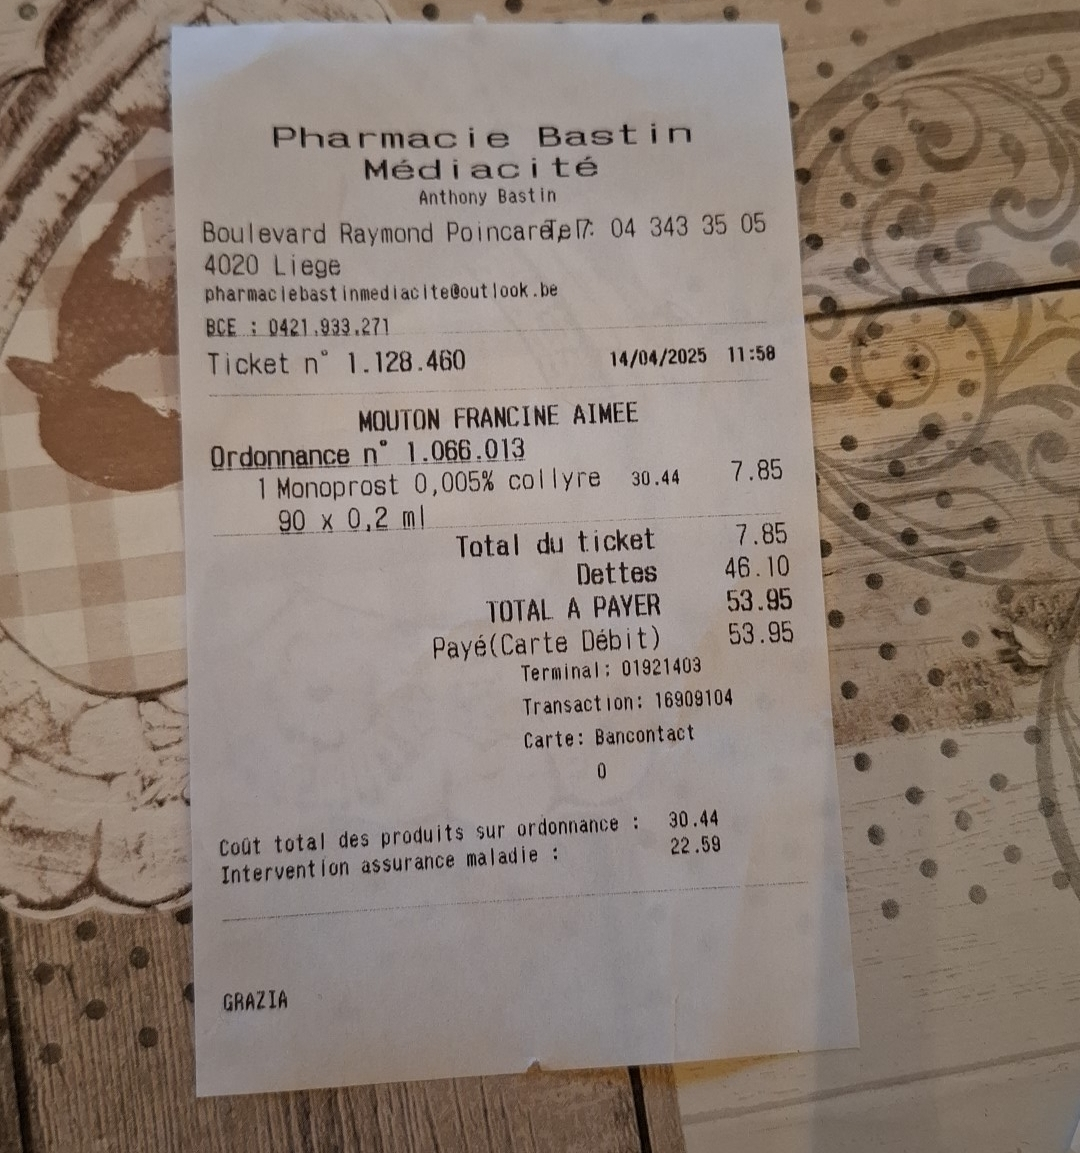 Pharmacie Bastin
Médiacité
Anthony Bastin
Boulevard Raymond Poincaré 7 Tel : 04 343 35 05
4020 Liege
pharmaciebastinmediacite@outlook.be
BCE : 0421.933.271
Ticket n° 1.128.460 14/04/2025 11:58
MOUTON FRANCINE AIMEE
Ordonnance n° 1.066.013
1 Monoprost 0,005% collyre 30.44 7.85
90 x 0,2 ml
Total du ticket 7.85
Dettes 46.10
TOTAL A PAYER 53.95
Payé(Carte Débit) 53.95
Terminal: 01921403
Transaction: 16909104
Carte: Bancontact
0
Coût total des produits sur ordonnance : 30.44
Intervention assurance maladie : 22.59
GRAZIA